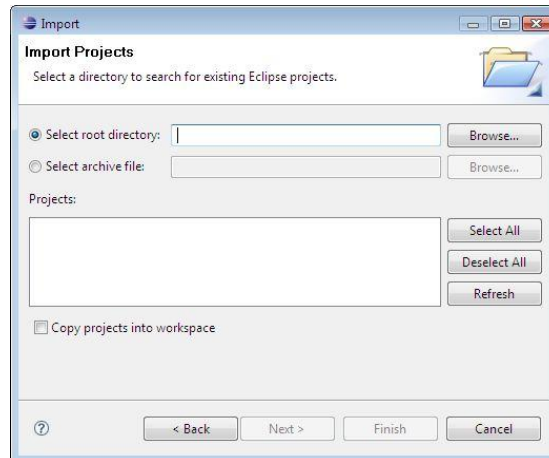 Import
Import Projects
Select a directory to search for existing Eclipse projects.
Select root directory:
Browse...
Select archive file:
Browse...
Projects:
Select All
Deselect All
Refresh
Copy projects into workspace
? < Back Next > Finish Cancel